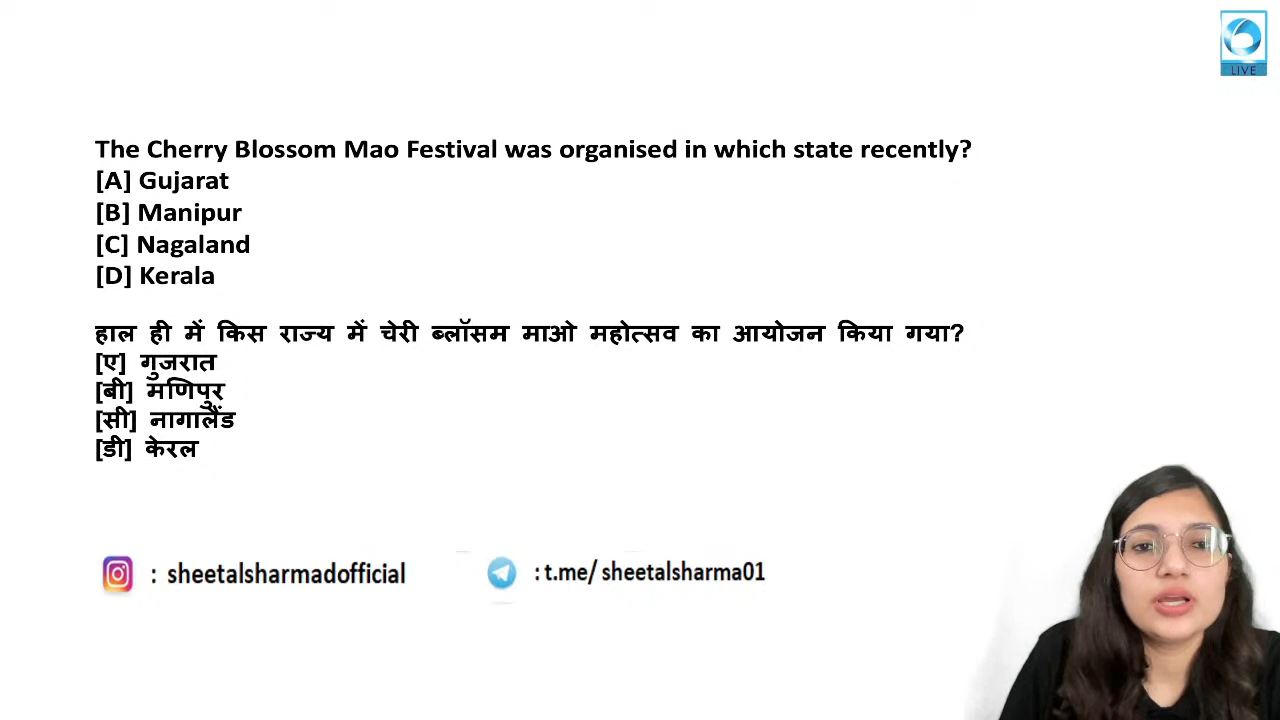 LIVE
The Cherry Blossom Mao Festival was organised in which state recently?
[A] Gujarat
[B] Manipur
[C] Nagaland
[D] Kerala
हाल ही में किस राज्य में चेरी ब्लॉसम माओ महोत्सव का आयोजन किया गया?
[ए] गुजरात
[बी] मणिपुर
[सी] नागालैंड
[डी] केरल
: sheetalsharmadofficial
: t.me/ sheetalsharma01